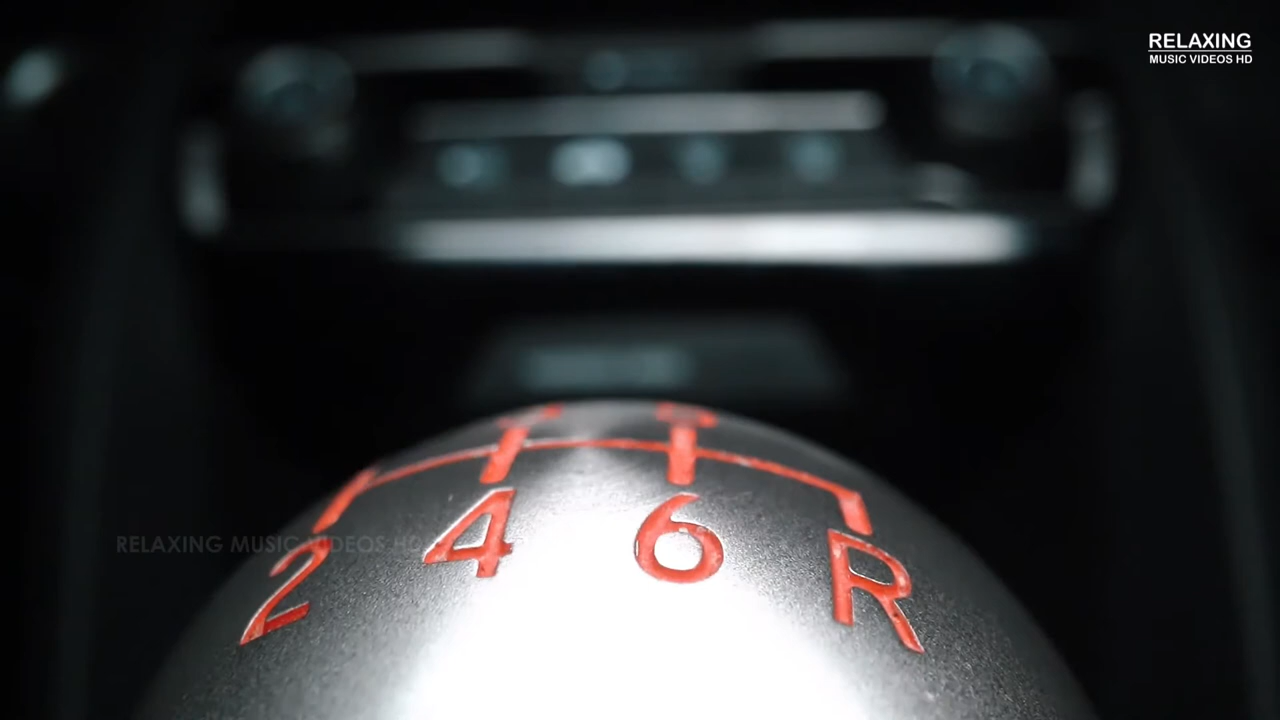 RELAXING
MUSIC VIDEOS HD
4 6
2 R
RELAXING MUSIC VIDEOS HD